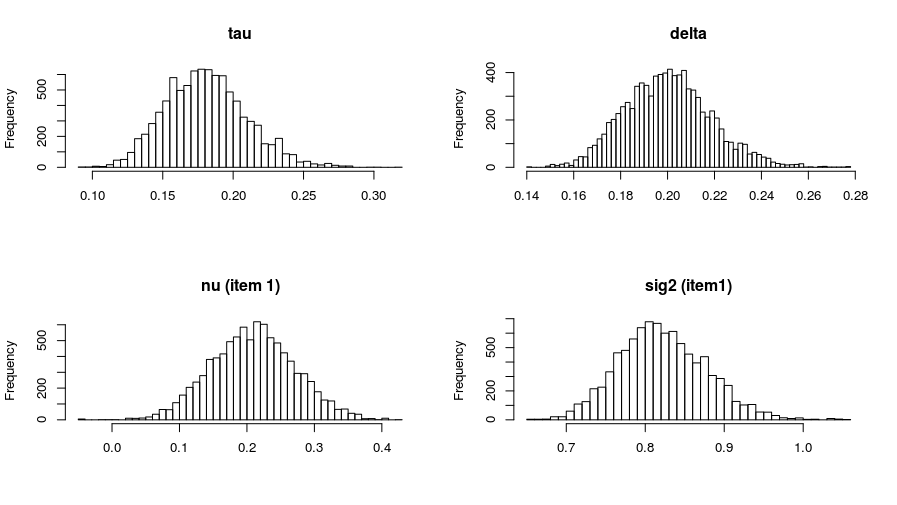 tau
Frequency
0 200 500
0.10 0.15 0.20 0.25 0.30
delta
Frequency
0 200 400
0.14 0.16 0.18 0.20 0.22 0.24 0.26 0.28
nu (item 1)
Frequency
0 200 500
0.0 0.1 0.2 0.3 0.4
sig2 (item1)
Frequency
0 200 500
0.7 0.8 0.9 1.0